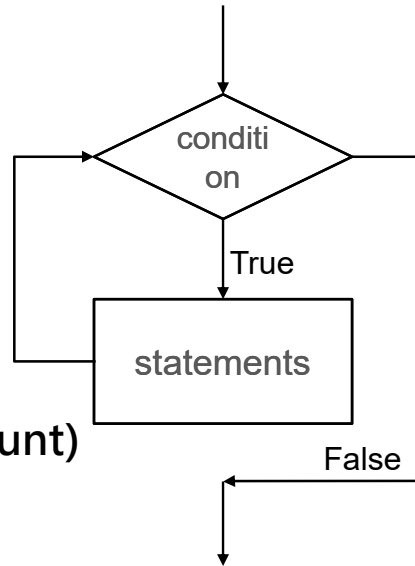 conditi
on
True
statements
unt)
False